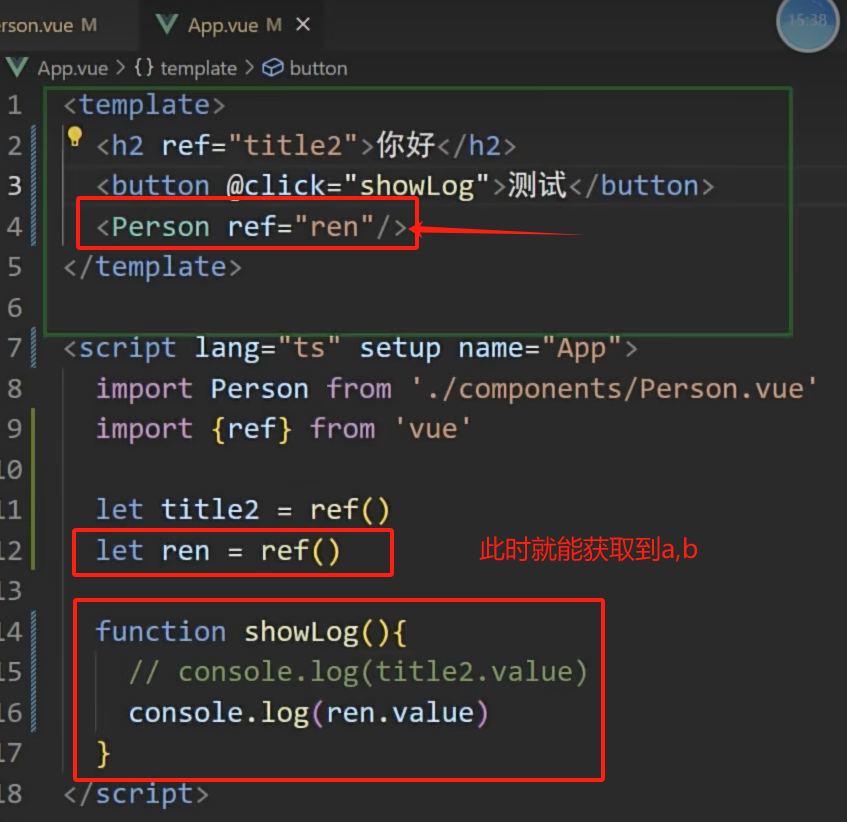 rson.vue M
App.vue M ×
15:38
App.vue > {} template > button
1 <template>
2 <h2 ref="title2">你好</h2>
3 <button @click="showLog">测试</button>
4 <Person ref="ren"/>
5 </template>
6
7 <script lang="ts" setup name="App">
8 import Person from './components/Person.vue'
9 import {ref} from 'vue'
10
11 let title2 = ref()
12 let ren = ref()
此时就能获取到a,b
13
14 function showLog(){
15 // console.log(title2.value)
16 console.log(ren.value)
17 }
18 </script>